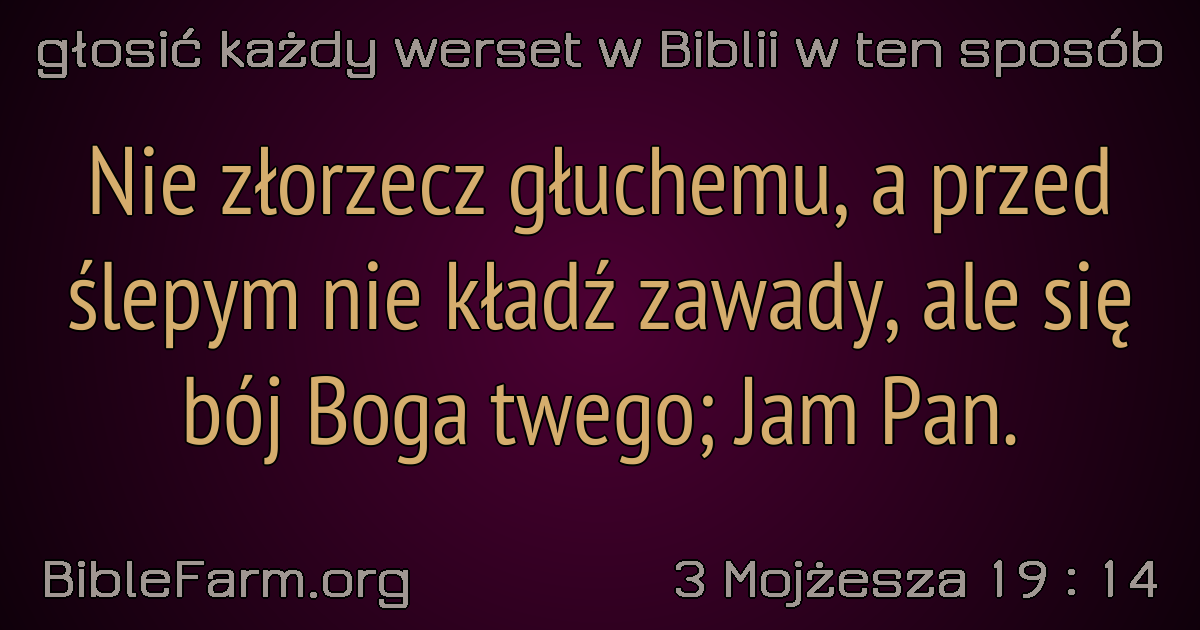 głosić każdy werset w Biblii w ten sposób
Nie złorzecz głuchemu, a przed
ślepym nie kładź zawady, ale się
bój Boga twego; Jam Pan.
BibleFarm.org
3 Mojżesza 19 : 14